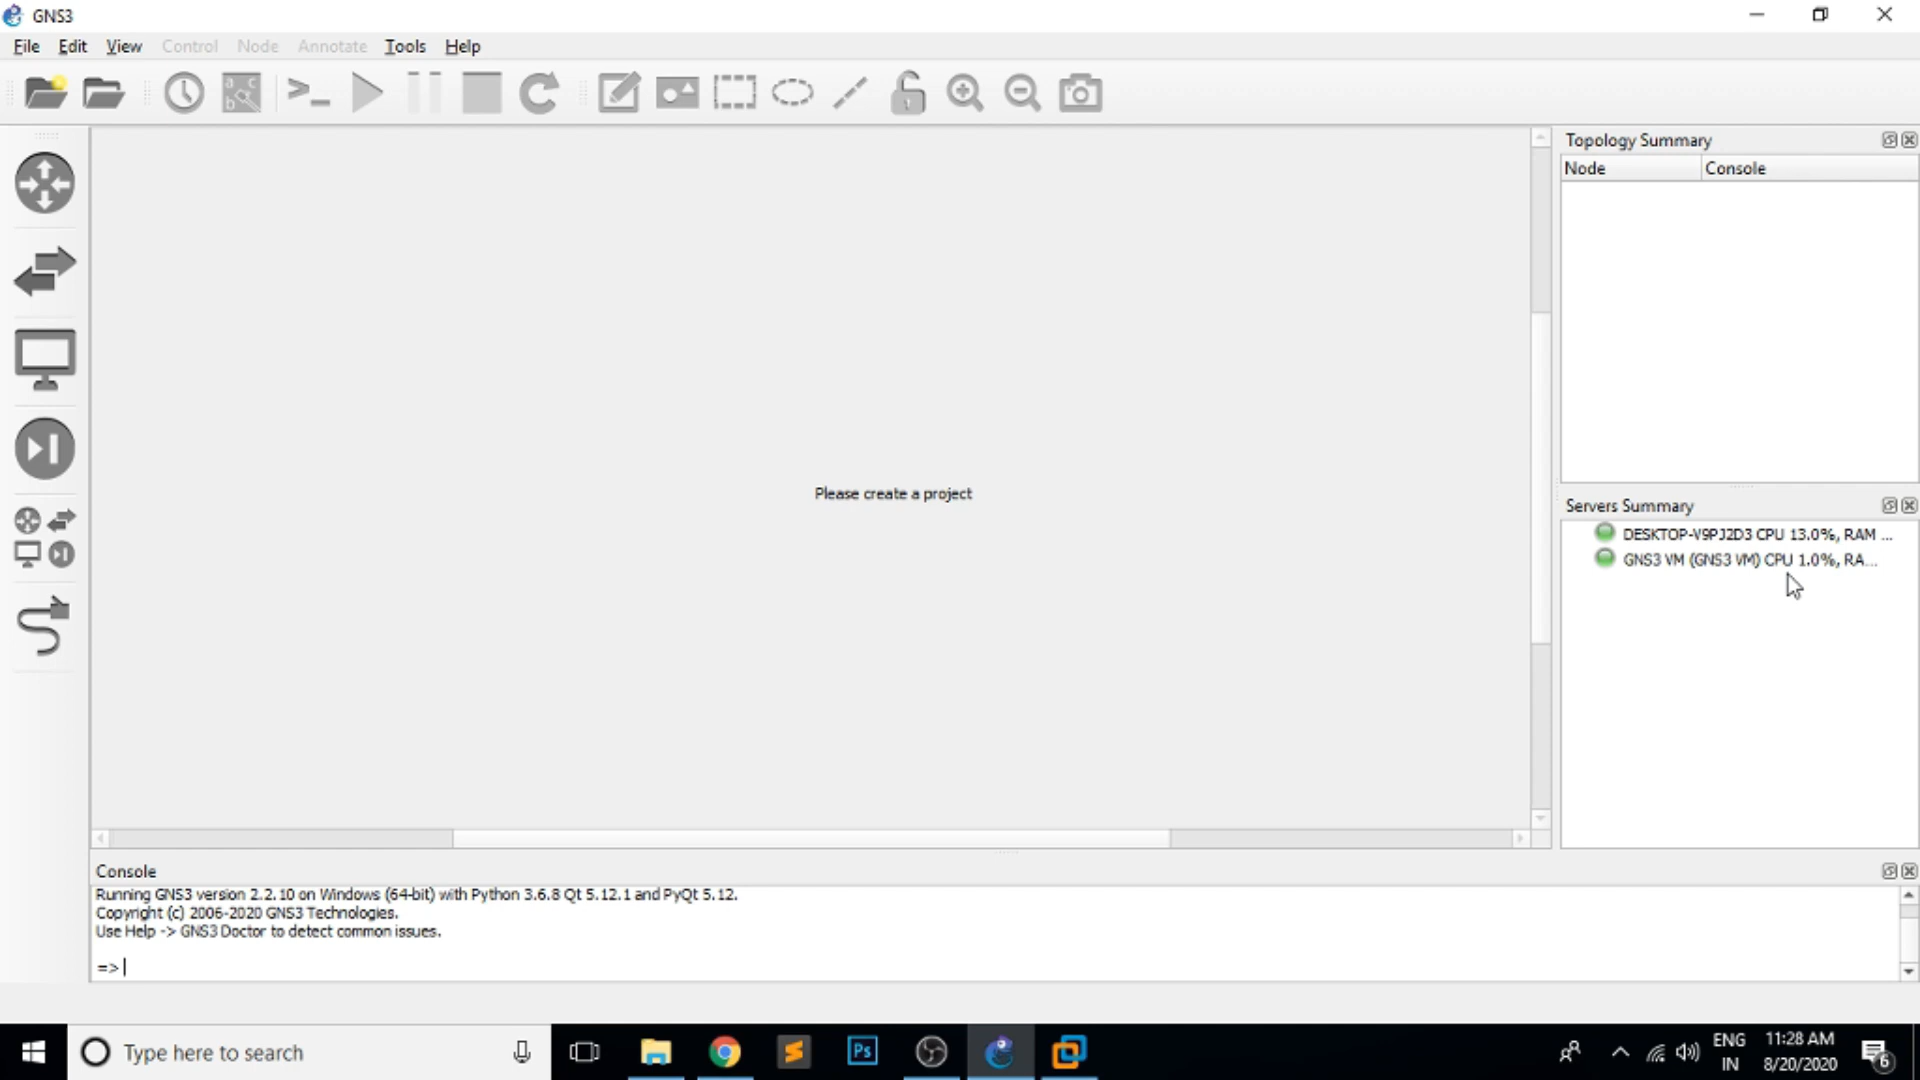 GNS3
File Edit View Control Node Annotate Tools Help
Topology Summary
Node Console
Please create a project
Servers Summary
DESKTOP-V9PJ2D3 CPU 13.0%, RAM ...
GNS3 VM (GNS3 VM) CPU 1.0%, RA...
Console
Running GNS3 version 2.2.10 on Windows (64-bit) with Python 3.6.8 Qt 5.12.1 and PyQt 5.12.
Copyright (c) 2006-2020 GNS3 Technologies.
Use Help -> GNS3 Doctor to detect common issues.
=>
Type here to search
Ps
ENG
IN
11:28 AM
8/20/2020
6